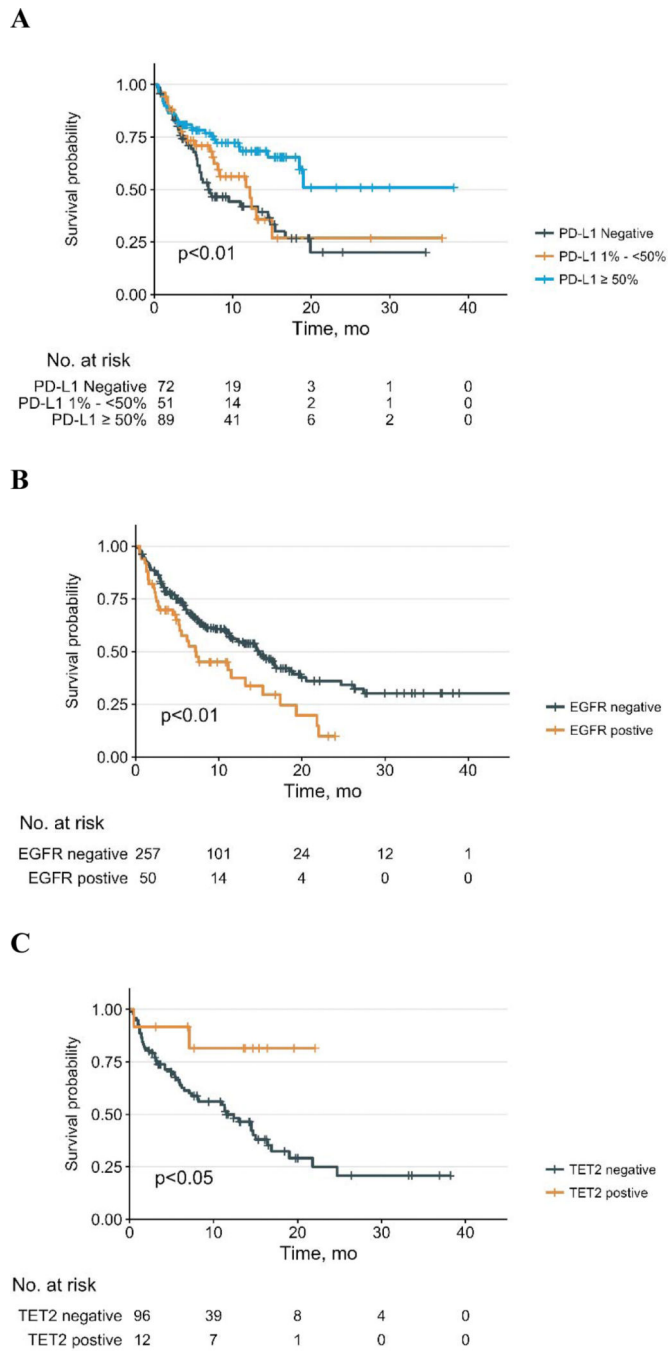 A
1.00
0.75
0.50
0.25
0.00
Survival probability
p<0.01
0 10 20 30 40
Time, mo
PD-L1 Negative
PD-L1 1% - <50%
PD-L1 ≥ 50%
No. at risk
PD-L1 Negative 72 19 3 1 0
PD-L1 1% - <50% 51 14 2 1 0
PD-L1 ≥ 50% 89 41 6 2 0
B
1.00
0.75
0.50
0.25
0.00
Survival probability
p<0.01
0 10 20 30 40
Time, mo
EGFR negative
EGFR postive
No. at risk
EGFR negative 257 101 24 12 1
EGFR postive 50 14 4 0 0
C
1.00
0.75
0.50
0.25
0.00
Survival probability
p<0.05
0 10 20 30 40
Time, mo
TET2 negative
TET2 postive
No. at risk
TET2 negative 96 39 8 4 0
TET2 postive 12 7 1 0 0